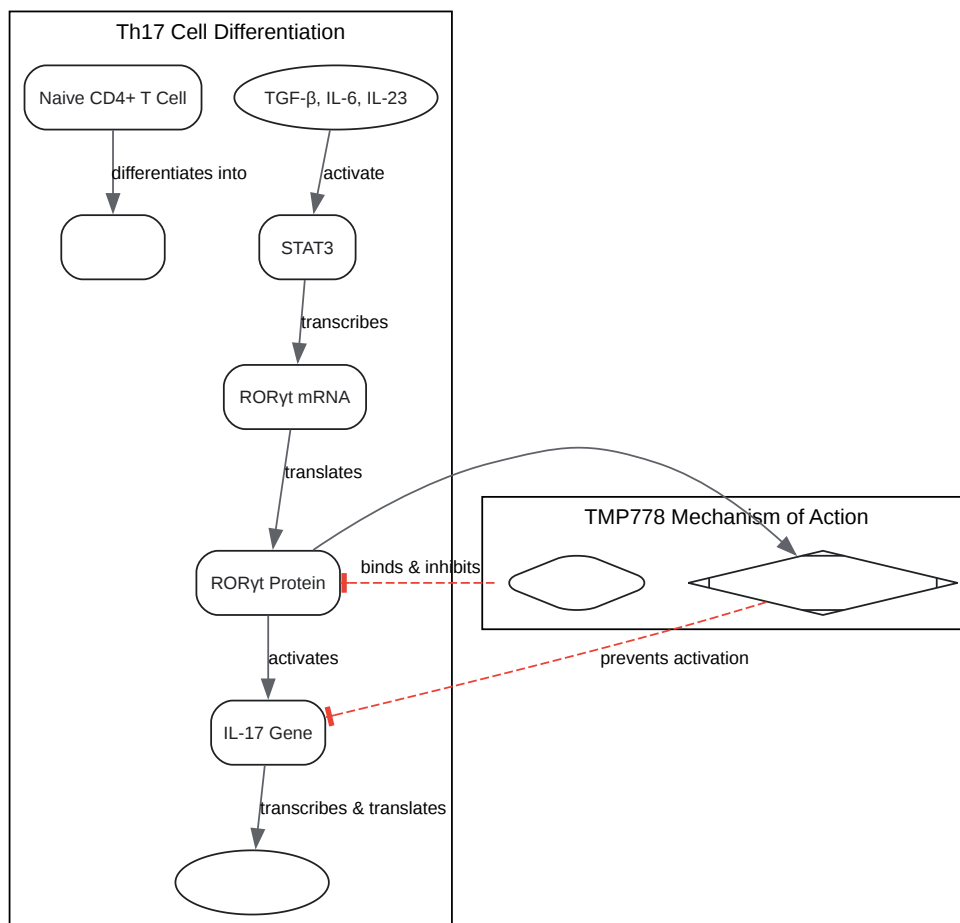 Th17 Cell Differentiation
Naive CD4+ T Cell
TGF-β, IL-6, IL-23
differentiates into
activate
STAT3
transcribes
RORγt mRNA
translates
TMP778 Mechanism of Action
binds & inhibits
RORγt Protein
activates
prevents activation
IL-17 Gene
transcribes & translates